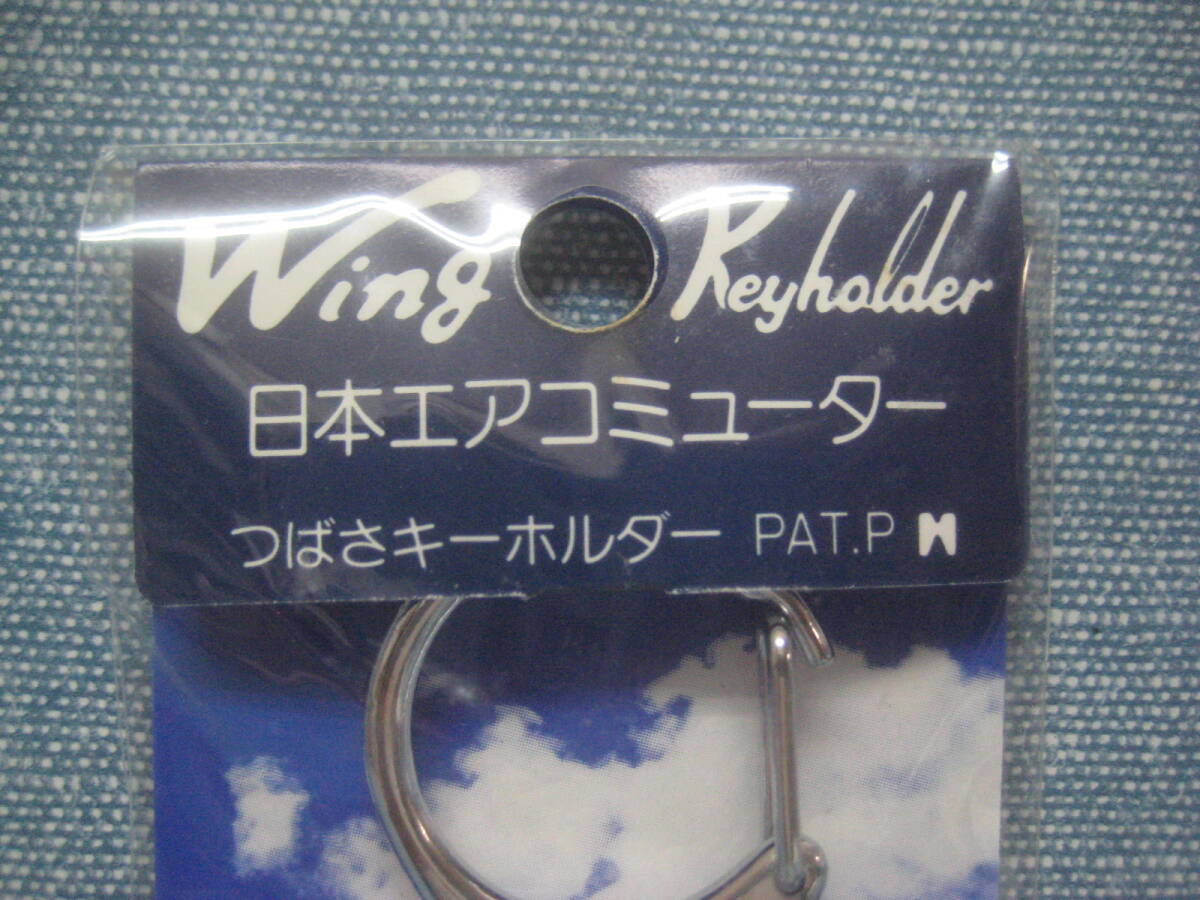 Wing Keyholder
日本エアコミューター
つばさキーホルダー PAT.P